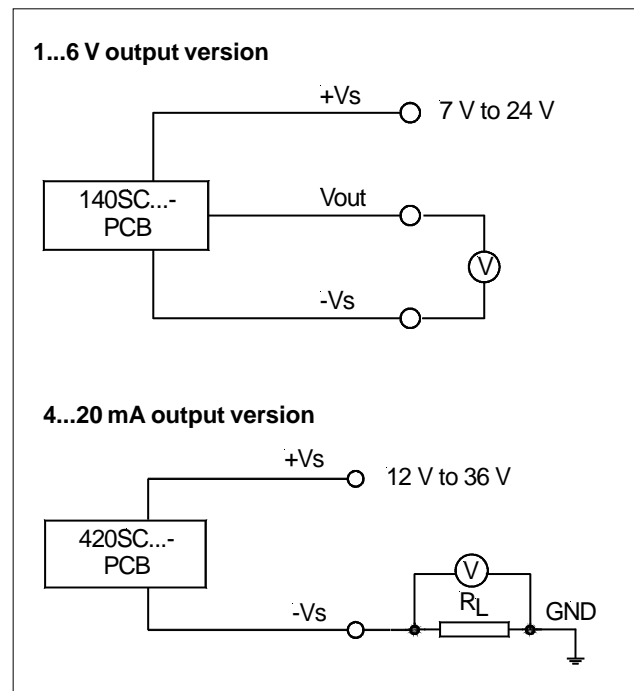 1...6 V output version
+Vs
7 V to 24 V
140SC...-
PCB
Vout
V
-Vs
4...20 mA output version
+Vs
12 V to 36 V
420SC...-
PCB
V
RL
GND
-Vs